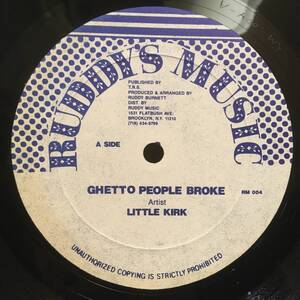 RUDDY'S MUSIC
PUBLISHED BY
T.R.S.
PRODUCED & ARRANGED BY
RUDDY BURNETT
DIST. BY
RUDDY MUSIC
1531 FLATBUSH AVE.
BROOKLYN, N.Y. 11210
(718) 434-8799
A SIDE
GHETTO PEOPLE BROKE
RM 004
Artist
LITTLE KIRK
UNAUTHORIZED COPYING IS STRICTLY PROHIBITED